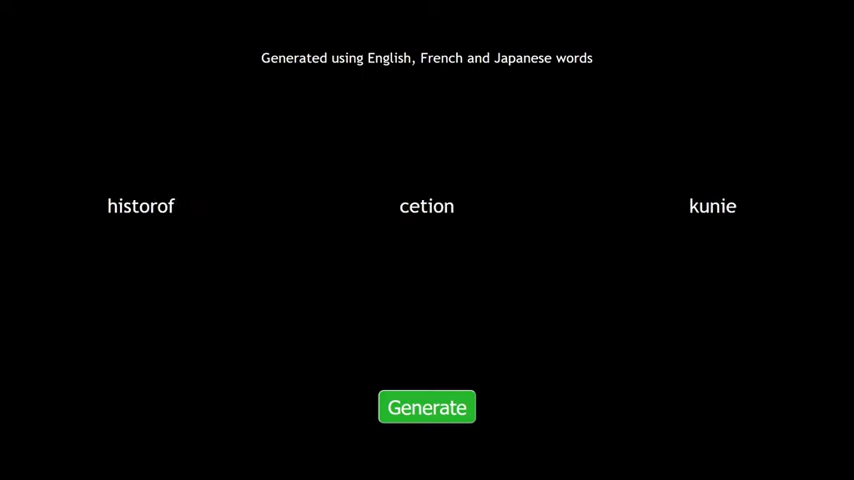 Generated using English, French and Japanese words
historof cetion kunie
Generate